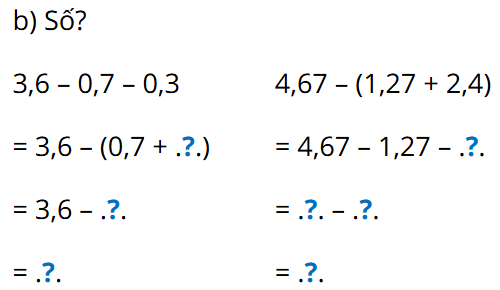 b) Số?
3,6 – 0,7 – 0,3
= 3,6 – (0,7 + .?.)
= 3,6 – .?.
= .?.
4,67 – (1,27 + 2,4)
= 4,67 – 1,27 – .?.
= .?. – .?.
= .?.